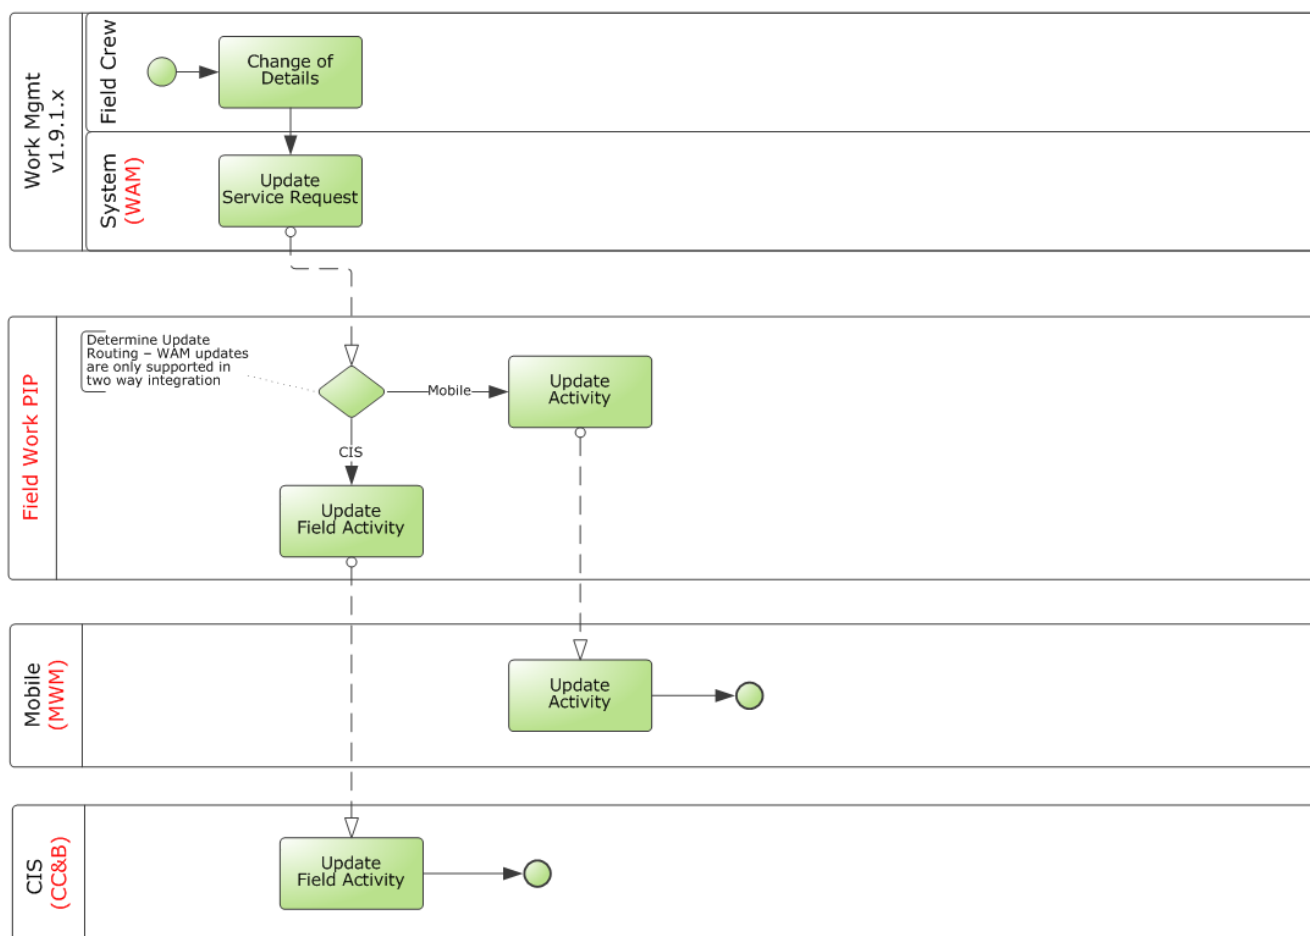 Work Mgmt
v1.9.1.x
Field Crew
Change of
Details
System
(WAM)
Update
Service Request
Field Work PIP
Determine Update
Routing – WAM updates
are only supported in
two way integration
Mobile
Update
Activity
CIS
Update
Field Activity
Mobile
(MWM)
Update
Activity
CIS
(CC&B)
Update
Field Activity